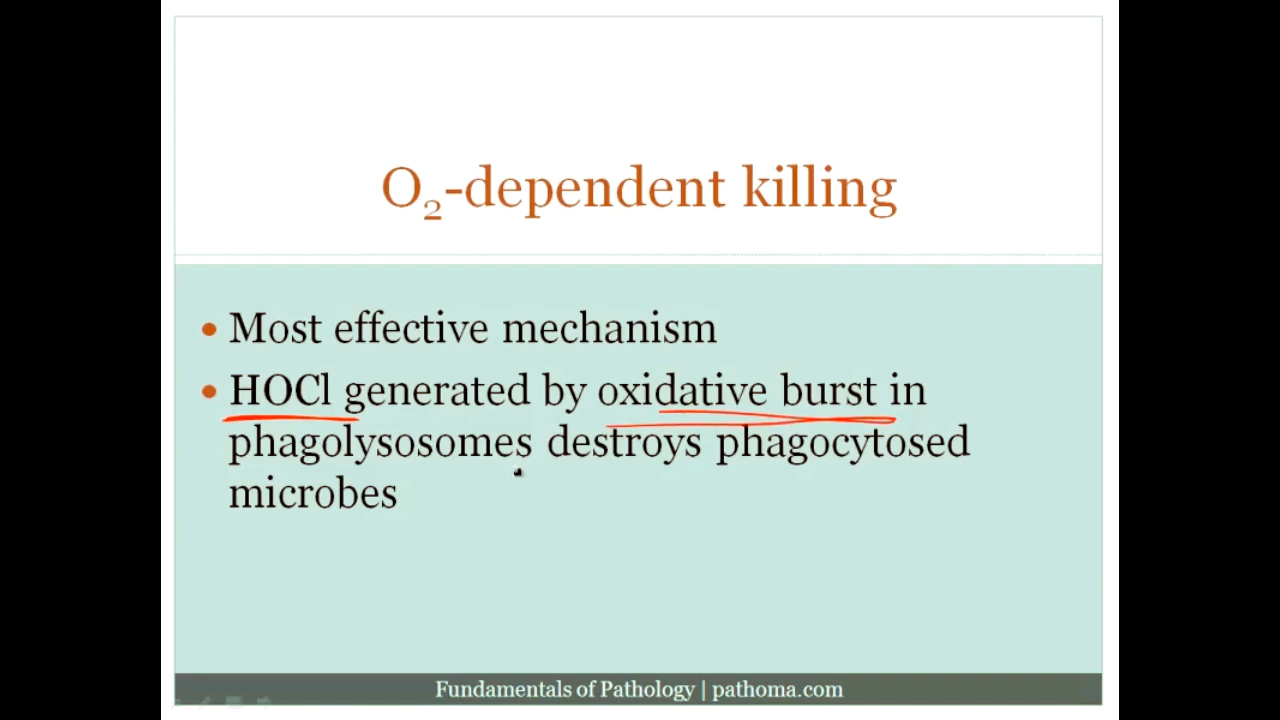 O₂-dependent killing
• Most effective mechanism
• HOCl generated by oxidative burst in
phagolysosomes destroys phagocytosed
microbes
Fundamentals of Pathology | pathoma.com